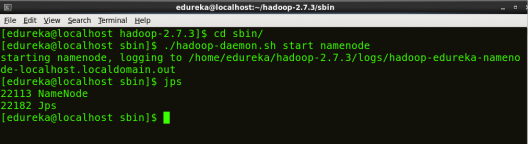 edureka@localhost:~/hadoop-2.7.3/sbin
File Edit View Search Terminal Help
[edureka@localhost hadoop-2.7.3]$ cd sbin/
[edureka@localhost sbin]$ ./hadoop-daemon.sh start namenode
starting namenode, logging to /home/edureka/hadoop-2.7.3/logs/hadoop-edureka-nameno
de-localhost.localdomain.out
[edureka@localhost sbin]$ jps
22113 NameNode
22182 Jps
[edureka@localhost sbin]$